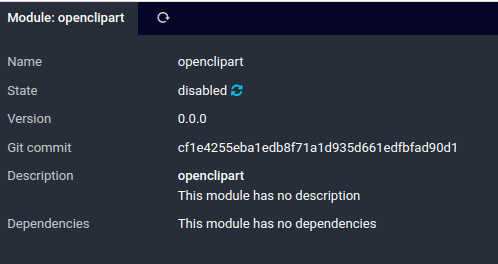 Module: openclipart
Name openclipart
State disabled
Version 0.0.0
Git commit cf1e4255eba1edb8f71a1d935d661edfbfad90d1
Description openclipart
This module has no description
Dependencies This module has no dependencies